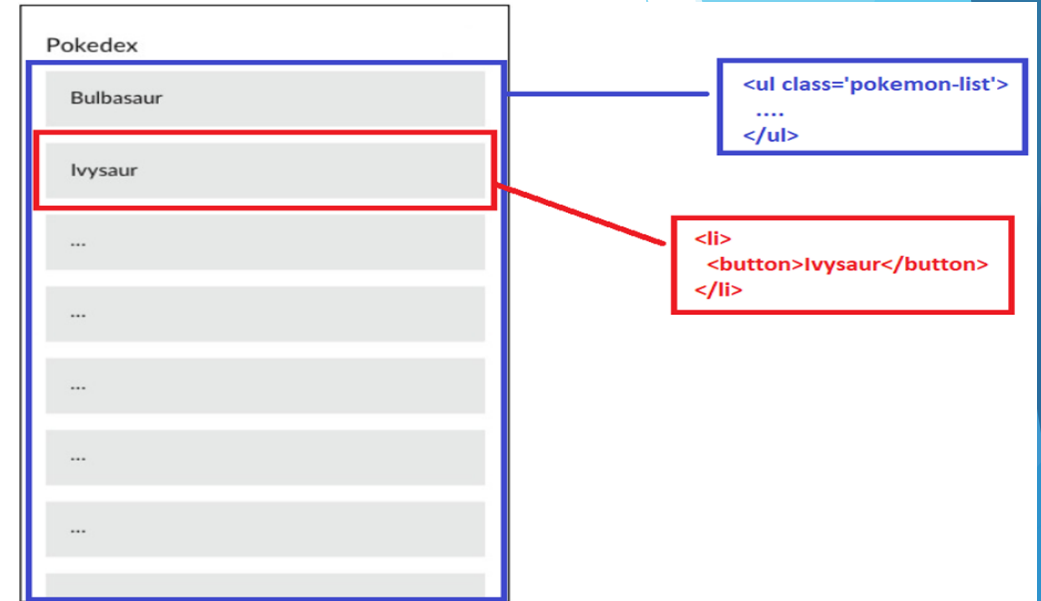 Pokedex
Bulbasaur
Ivysaur
...
...
...
...
...
<ul class='pokemon-list'>
....
</ul>
<li>
<button>Ivysaur</button>
</li>